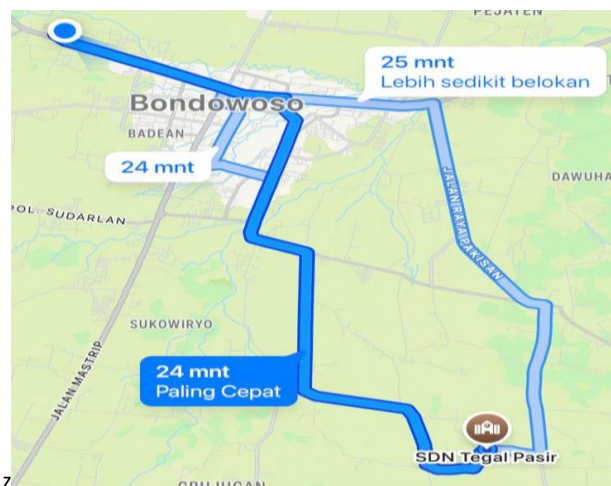 PEJATEN
25 mnt
Lebih sedikit belokan
Bondowoso
BADEAN
24 mnt
DAWUHA
JALAN RAYA PAKISAN
POL. SUDARLAN
SUKOWIRYO
24 mnt
Paling Cepat
JALAN MASTRIP
SDN Tegal Pasir
GRUJUGAN
7